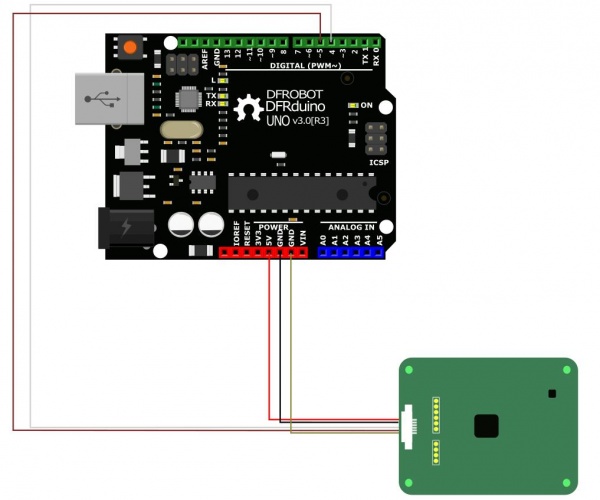 AREF
GND
13
12
~11
~10
~9
8
7
~6
~5
4
~3
2
TX 1
RX 0
DIGITAL (PWM~)
L
TX
RX
DFROBOT
DFRduino
UNO v3.0[R3]
ON
ICSP
POWER
ANALOG IN
IOREF
RESET
3V3
5V
GND
GND
VIN
A0
A1
A2
A3
A4
A5